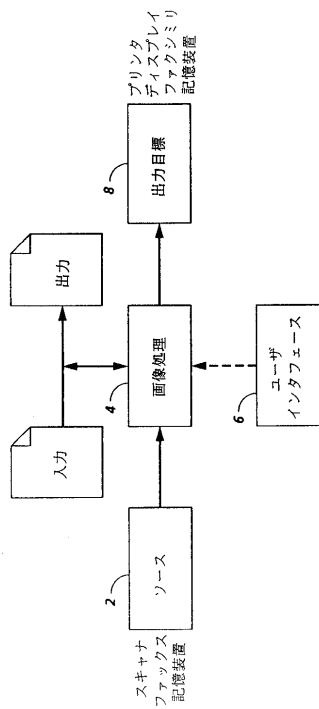 入力
出力
スキャナ
ファックス
記憶装置
2
ソース
4
画像処理
6
ユーザ
インタフェース
8
出力目標
プリンタ
ディスプレイ
ファクシミリ
記憶装置